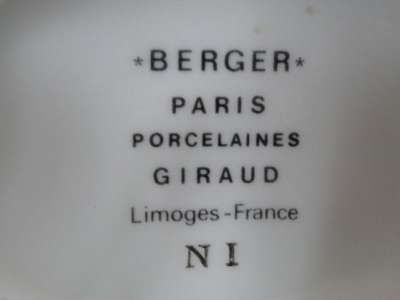 *BERGER*
PARIS
PORCELAINES
GIRAUD
Limoges-France
N I